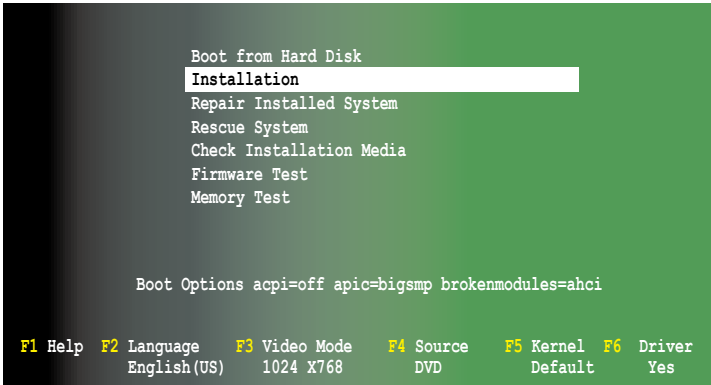 Boot from Hard Disk
Installation
Repair Installed System
Rescue System
Check Installation Media
Firmware Test
Memory Test
Boot Options acpi=off apic=bigsmp brokenmodules=ahci
F1 Help F2 Language F3 Video Mode F4 Source F5 Kernel F6 Driver
English(US) 1024 X768 DVD Default Yes